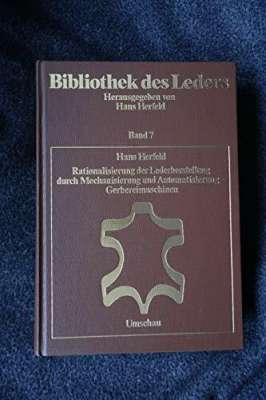 Bibliothek des Leders
Herausgegeben von
Hans Herfeld
Band 7
Hans Herfeld
Rationalisierung der Lederherstellung
durch Mechanisierung und Automatisierung;
Gerbereimaschinen
Umschau